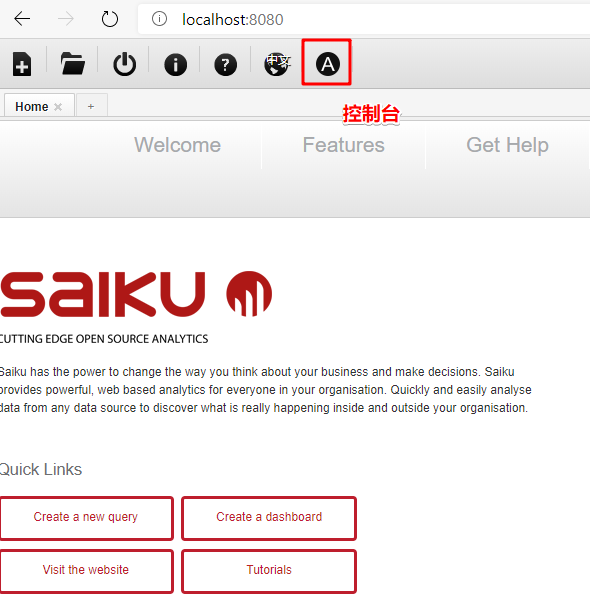 localhost:8080
中文
A
控制台
Home
+
Welcome
Features
Get Help
saiku
CUTTING EDGE OPEN SOURCE ANALYTICS
Saiku has the power to change the way you think about your business and make decisions. Saiku
provides powerful, web based analytics for everyone in your organisation. Quickly and easily analyse
data from any data source to discover what is really happening inside and outside your organisation.
Quick Links
Create a new query
Create a dashboard
Visit the website
Tutorials